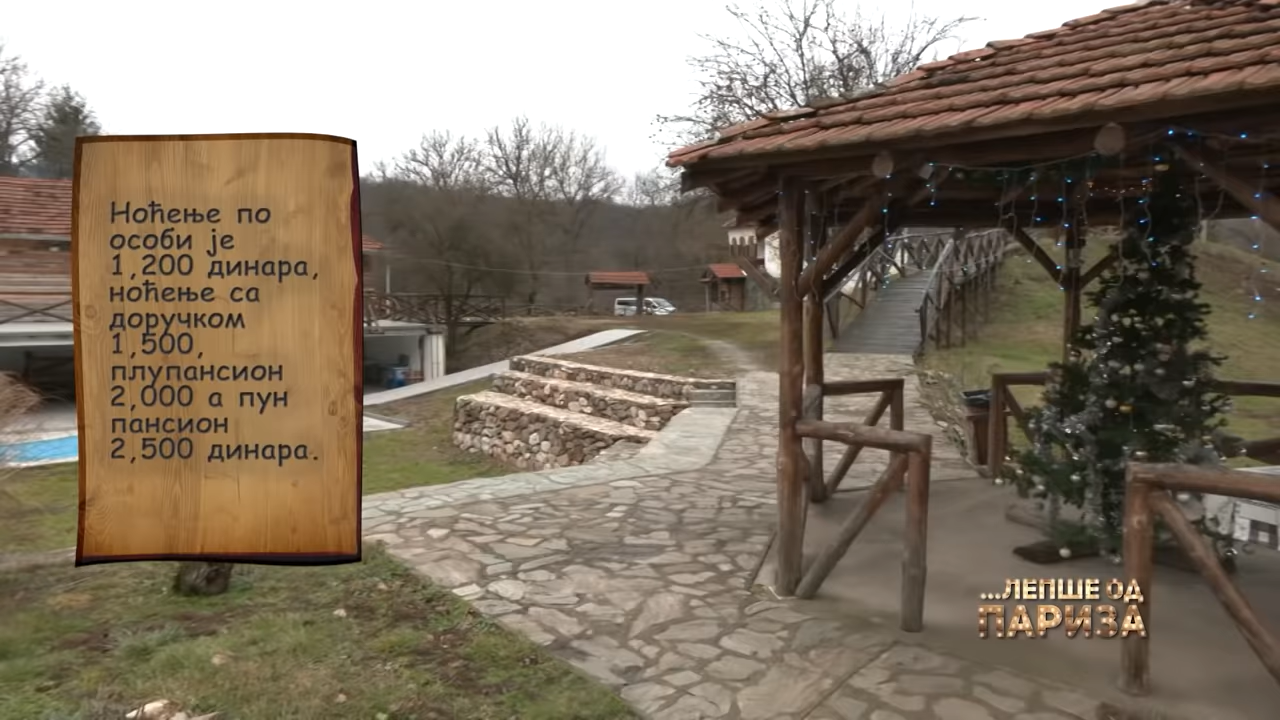 Ноћење по
особи је
1,200 динара,
ноћење са
доручком
1,500,
плупансион
2,000 а пун
пансион
2,500 динара.
...ЛЕПШЕ ОД
ПАРИЗА